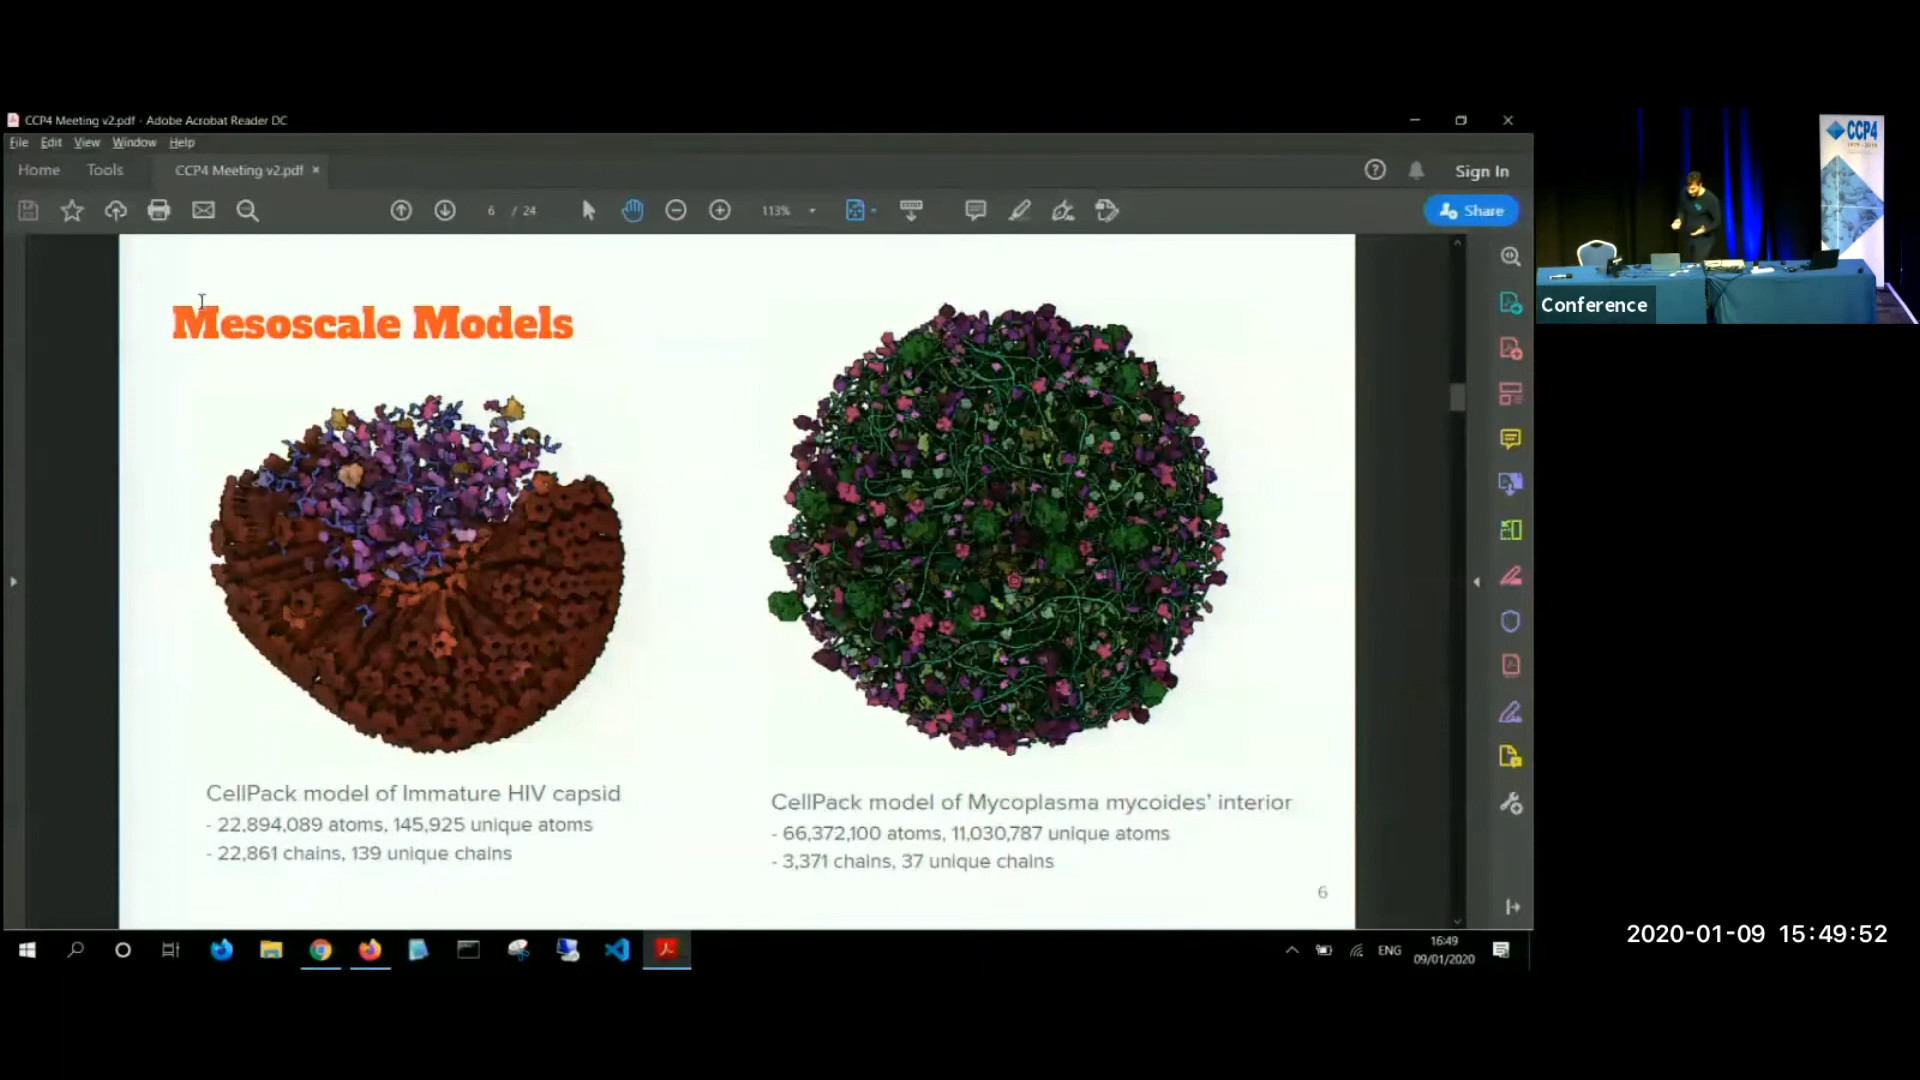 CCP4 Meeting v2.pdf - Adobe Acrobat Reader DC
File Edit View Window Help
Home Tools CCP4 Meeting v2.pdf × Sign In
6 / 24 113% Share
Mesoscale Models
CellPack model of Immature HIV capsid
- 22,894,089 atoms, 145,925 unique atoms
- 22,861 chains, 139 unique chains
CellPack model of Mycoplasma mycoides' interior
- 66,372,100 atoms, 11,030,787 unique atoms
- 3,371 chains, 37 unique chains
6
ENG 16:49
09/01/2020
CCP4
Conference
2020-01-09 15:49:52